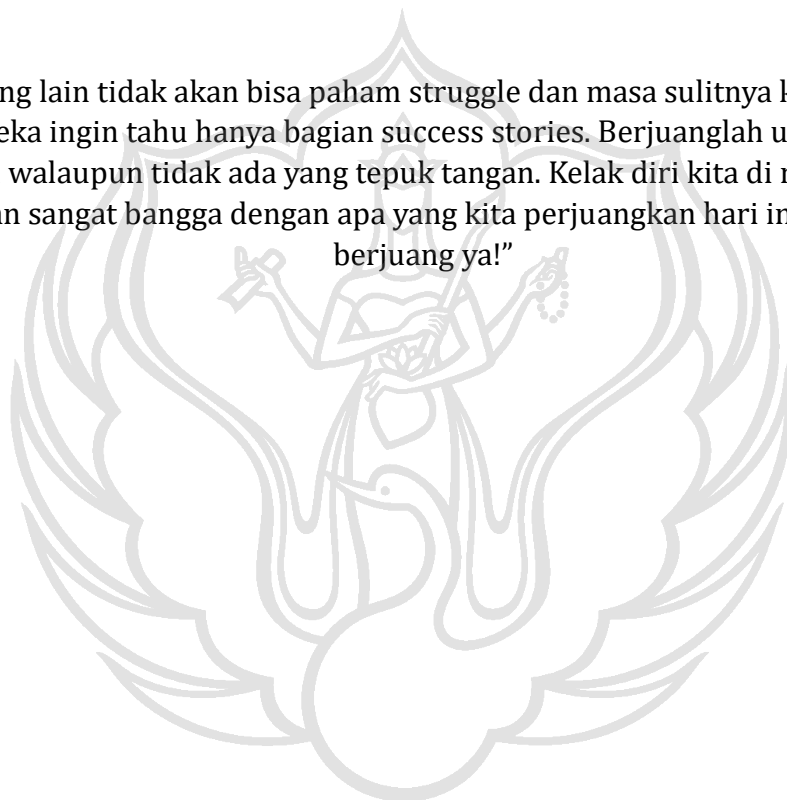 ng lain tidak akan bisa paham struggle dan masa sulitnya
eka ingin tahu hanya bagian success stories. Berjuanglah u
walaupun tidak ada yang tepuk tangan. Kelak diri kita di
n sangat bangga dengan apa yang kita perjuangkan hari in
berjuang ya!”